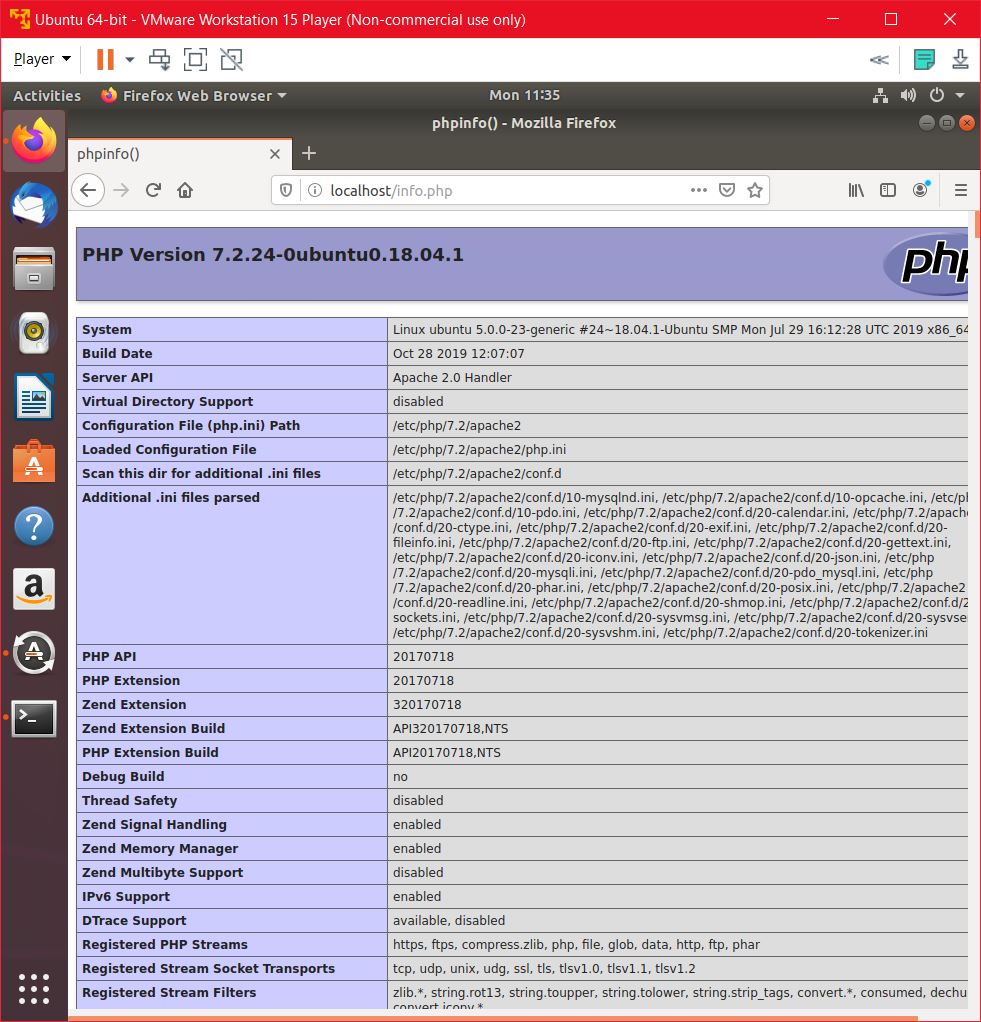 Ubuntu 64-bit - VMware Workstation 15 Player (Non-commercial use only)
Player
Activities Firefox Web Browser Mon 11:35
phpinfo() - Mozilla Firefox
phpinfo()
localhost/info.php
PHP Version 7.2.24-0ubuntu0.18.04.1
php
System Linux ubuntu 5.0.0-23-generic #24~18.04.1-Ubuntu SMP Mon Jul 29 16:12:28 UTC 2019 x86_64
Build Date Oct 28 2019 12:07:07
Server API Apache 2.0 Handler
Virtual Directory Support disabled
Configuration File (php.ini) Path /etc/php/7.2/apache2
Loaded Configuration File /etc/php/7.2/apache2/php.ini
Scan this dir for additional .ini files /etc/php/7.2/apache2/conf.d
Additional .ini files parsed /etc/php/7.2/apache2/conf.d/10-mysqlnd.ini, /etc/php/7.2/apache2/conf.d/10-opcache.ini, /etc/ph
/7.2/apache2/conf.d/10-pdo.ini, /etc/php/7.2/apache2/conf.d/20-calendar.ini, /etc/php/7.2/apache
/conf.d/20-ctype.ini, /etc/php/7.2/apache2/conf.d/20-exif.ini, /etc/php/7.2/apache2/conf.d/20-
fileinfo.ini, /etc/php/7.2/apache2/conf.d/20-ftp.ini, /etc/php/7.2/apache2/conf.d/20-gettext.ini,
/etc/php/7.2/apache2/conf.d/20-iconv.ini, /etc/php/7.2/apache2/conf.d/20-json.ini, /etc/php
/7.2/apache2/conf.d/20-mysqli.ini, /etc/php/7.2/apache2/conf.d/20-pdo_mysql.ini, /etc/php
/7.2/apache2/conf.d/20-phar.ini, /etc/php/7.2/apache2/conf.d/20-posix.ini, /etc/php/7.2/apache2
/conf.d/20-readline.ini, /etc/php/7.2/apache2/conf.d/20-shmop.ini, /etc/php/7.2/apache2/conf.d/2
sockets.ini, /etc/php/7.2/apache2/conf.d/20-sysvmsg.ini, /etc/php/7.2/apache2/conf.d/20-sysvse
/etc/php/7.2/apache2/conf.d/20-sysvshm.ini, /etc/php/7.2/apache2/conf.d/20-tokenizer.ini
PHP API 20170718
PHP Extension 20170718
Zend Extension 320170718
Zend Extension Build API320170718,NTS
PHP Extension Build API20170718,NTS
Debug Build no
Thread Safety disabled
Zend Signal Handling enabled
Zend Memory Manager enabled
Zend Multibyte Support disabled
IPv6 Support enabled
DTrace Support available, disabled
Registered PHP Streams https, ftps, compress.zlib, php, file, glob, data, http, ftp, phar
Registered Stream Socket Transports tcp, udp, unix, udg, ssl, tls, tlsv1.0, tlsv1.1, tlsv1.2
Registered Stream Filters zlib.*, string.rot13, string.toupper, string.tolower, string.strip_tags, convert.*, consumed, dechu
convert.iconv.*